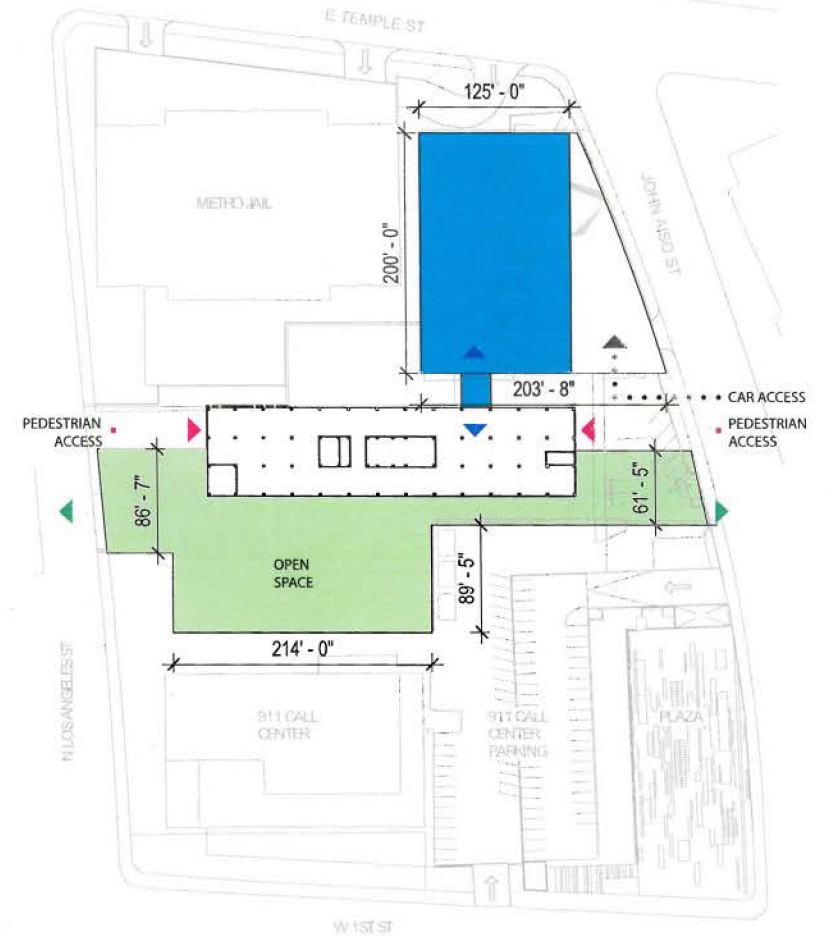 E TEMPLE ST
125' - 0"
METRO JAIL
JOHN AISO ST
200' - 0"
203' - 8"
CAR ACCESS
PEDESTRIAN
ACCESS
PEDESTRIAN
ACCESS
86' - 7"
61' - 5"
OPEN
SPACE
89' - 5"
214' - 0"
N LOS ANGELES ST
911 CALL
CENTER
911 CALL
CENTER
PARKING
PLAZA
W 1ST ST